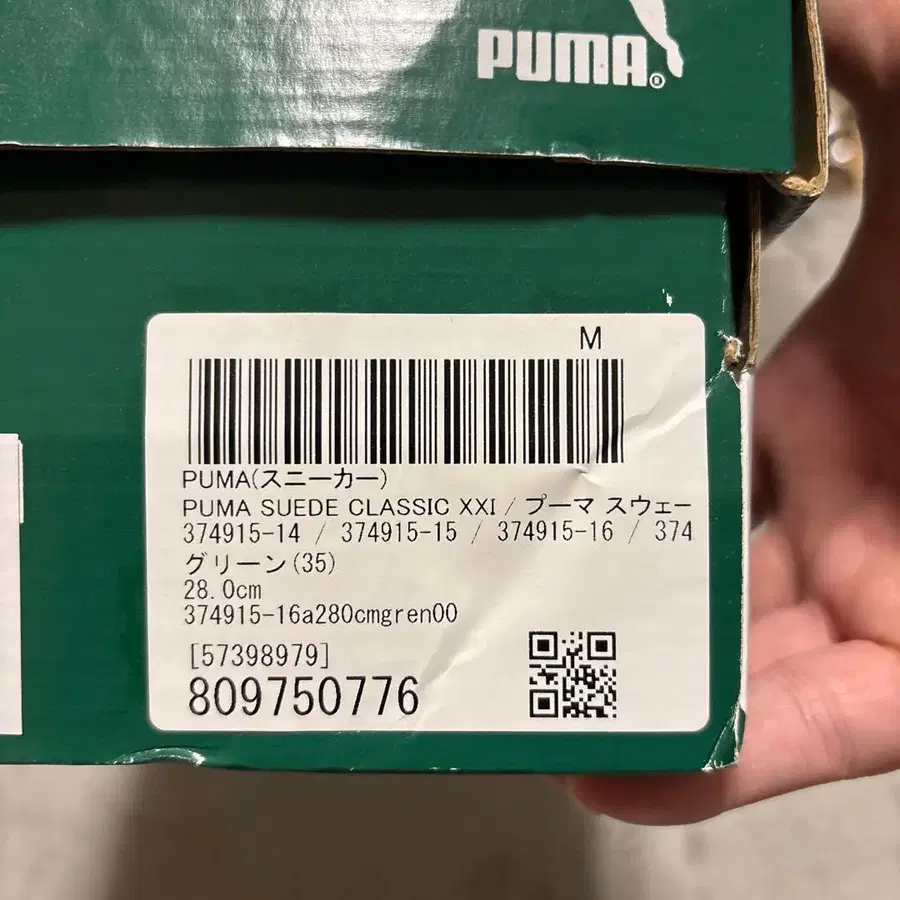 PUMA®
M
PUMA(スニーカー)
PUMA SUEDE CLASSIC XXI / プーマ スウェー
374915-14 / 374915-15 / 374915-16 / 374
グリーン(35)
28.0cm
374915-16a280cmgren00
[57398979]
809750776